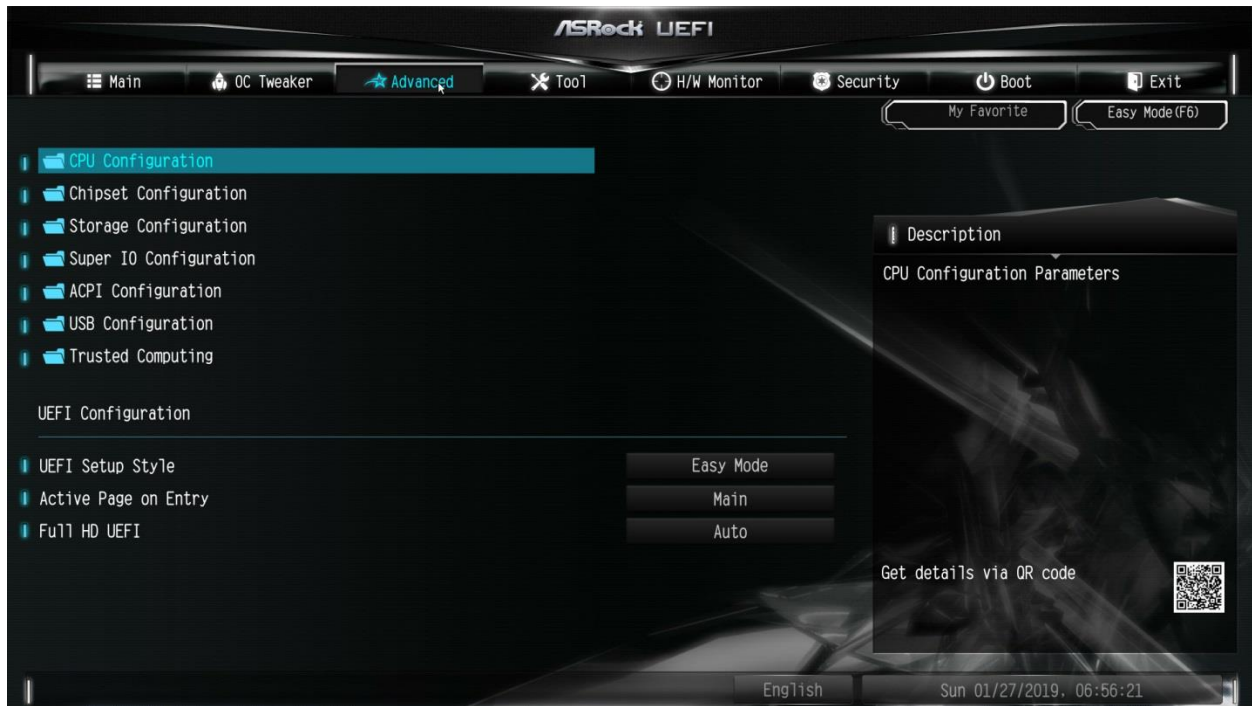 ASRock UEFI
Main OC Tweaker Advanced Tool H/W Monitor Security Boot Exit
My Favorite Easy Mode(F6)
CPU Configuration
Chipset Configuration
Storage Configuration
Super IO Configuration
ACPI Configuration
USB Configuration
Trusted Computing
UEFI Configuration
UEFI Setup Style Easy Mode
Active Page on Entry Main
Full HD UEFI Auto
Description
CPU Configuration Parameters
Get details via QR code
English Sun 01/27/2019. 06:56:21